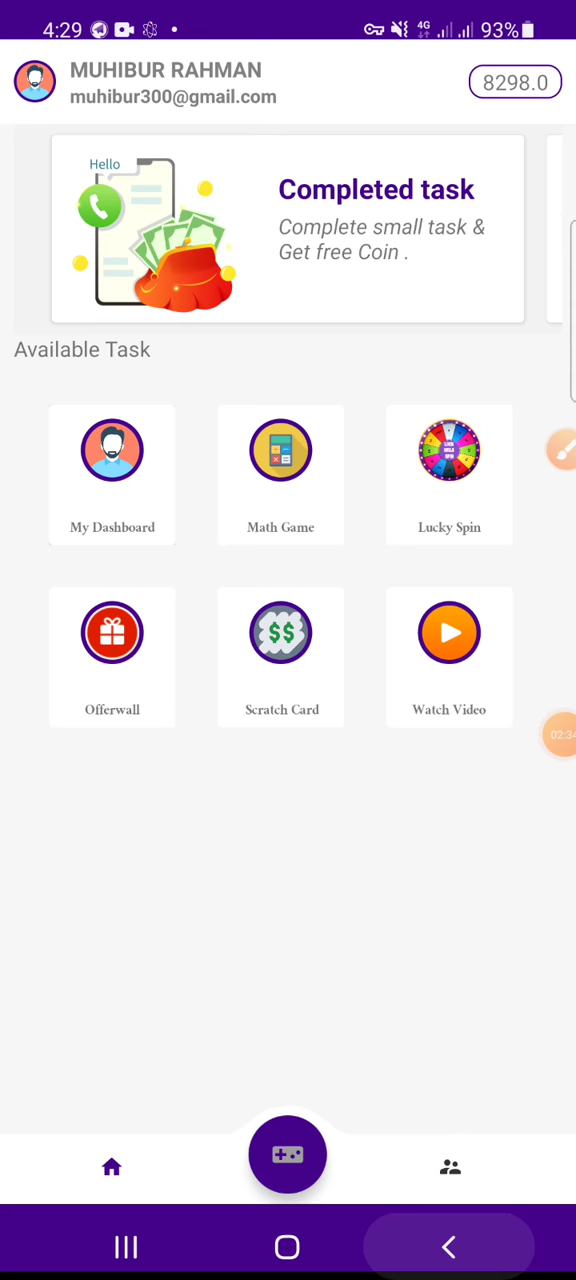 4:29
4G
93%
MUHIBUR RAHMAN
muhibur300@gmail.com
8298.0
Hello
Completed task
Complete small task &
Get free Coin .
Available Task
My Dashboard
Math Game
Lucky Spin
Offerwall
Scratch Card
Watch Video
$$